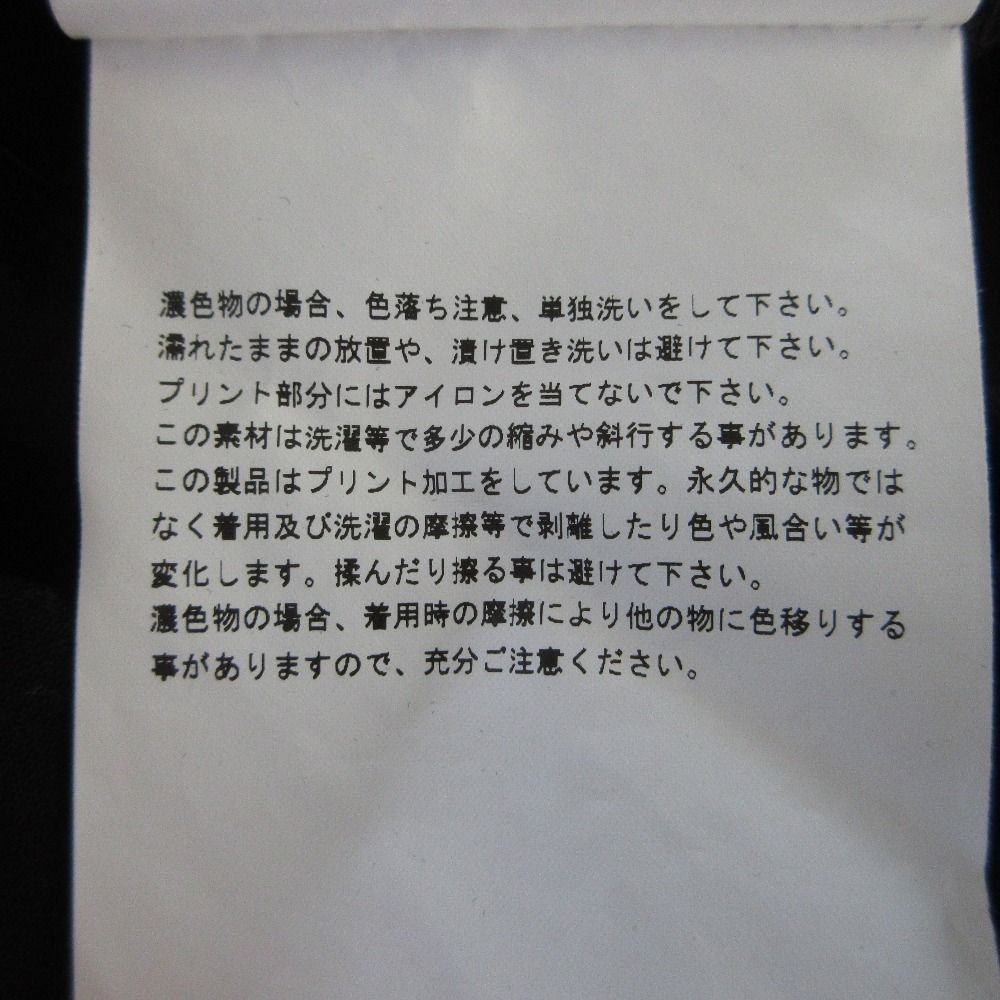 濃色物の場合、色落ち注意、単独洗いをして下さい。
濡れたままの放置や、漬け置き洗いは避けて下さい。
プリント部分にはアイロンを当てないで下さい。
この素材は洗濯等で多少の縮みや斜行する事があります。
この製品はプリント加工をしています。永久的な物では
なく着用及び洗濯の摩擦等で剥離したり色や風合い等が
変化します。揉んだり擦る事は避けて下さい。
濃色物の場合、着用時の摩擦により他の物に色移りする
事がありますので、充分ご注意ください。